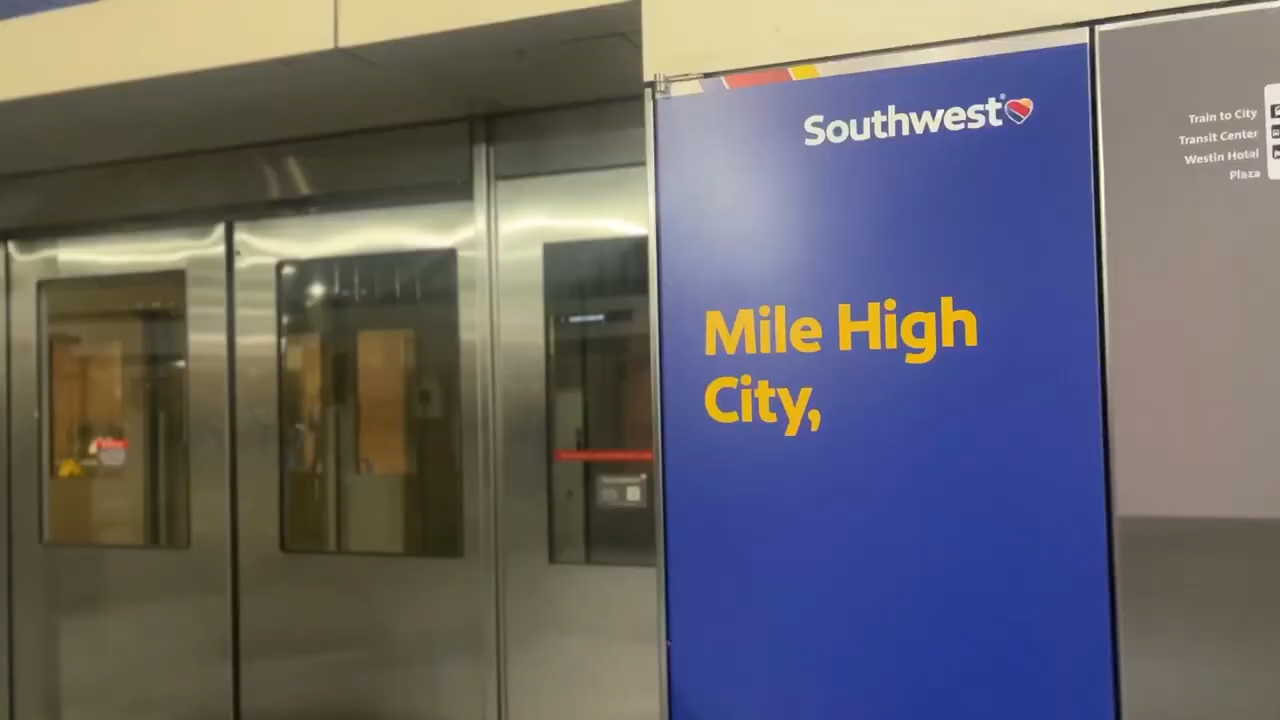 Southwest®
Mile High
City,
Train to City
Transit Center
Westin Hotel
Plaza